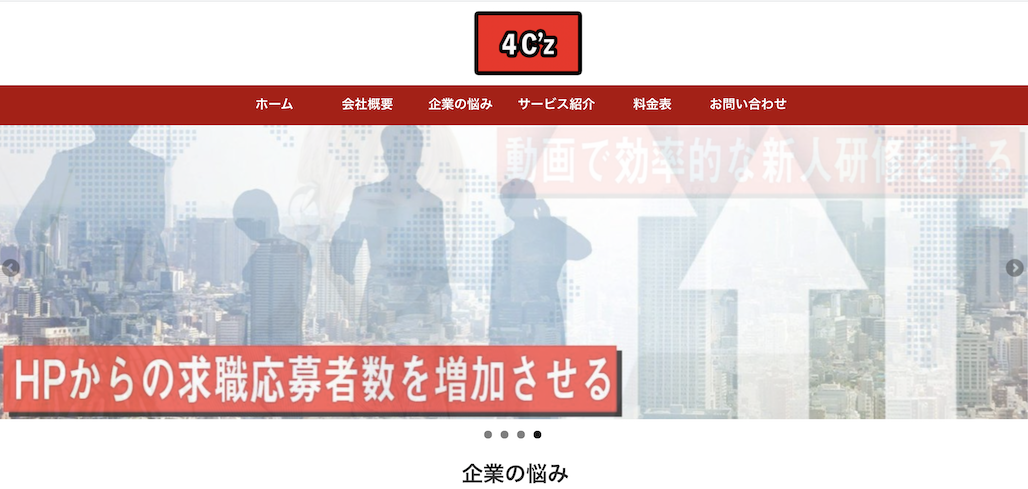 4C'z
ホーム 会社概要 企業の悩み サービス紹介 料金表 お問い合わせ
動画で効率的な新人研修をする
HPからの求職応募者数を増加させる
企業の悩み